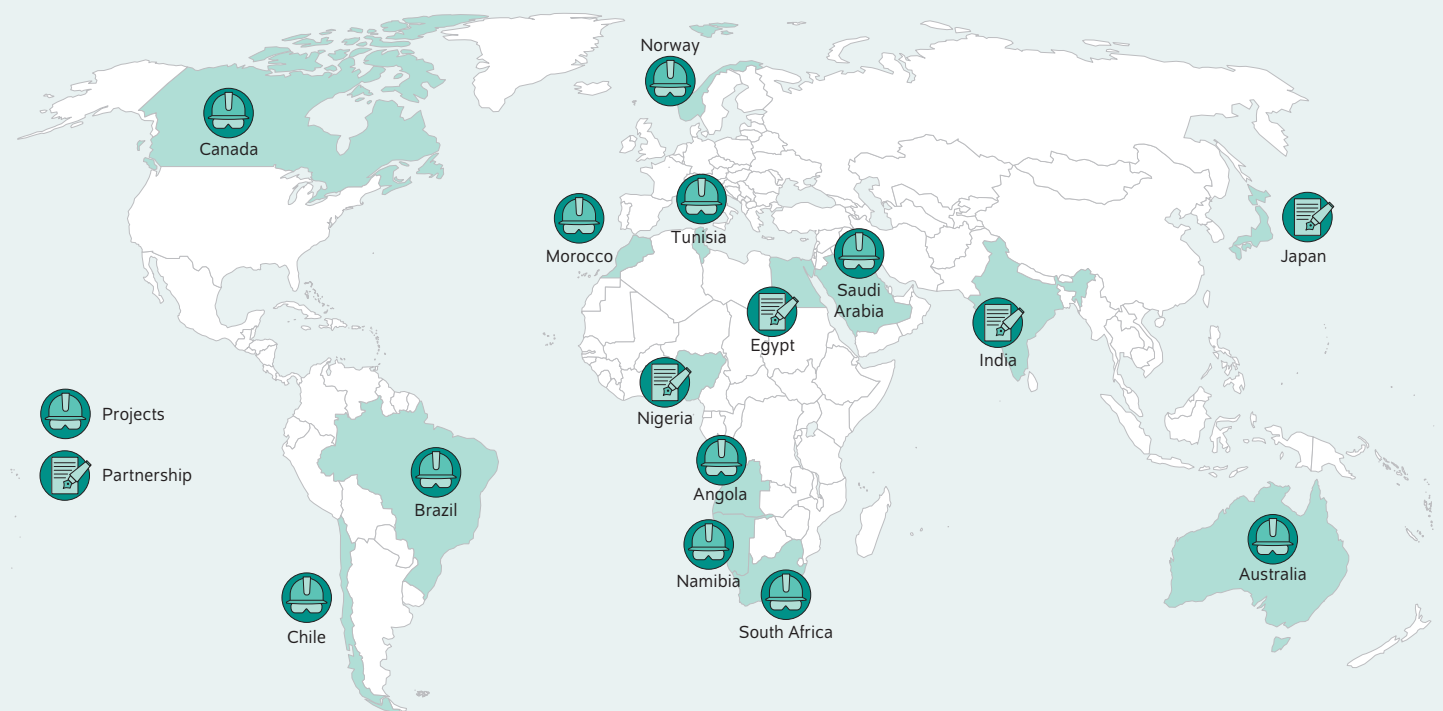 Norway
Canada
Tunisia
Morocco
Japan
Saudi
Arabia
Egypt
India
Nigeria
Projects
Partnership
Angola
Brazil
Namibia
Australia
South Africa
Chile